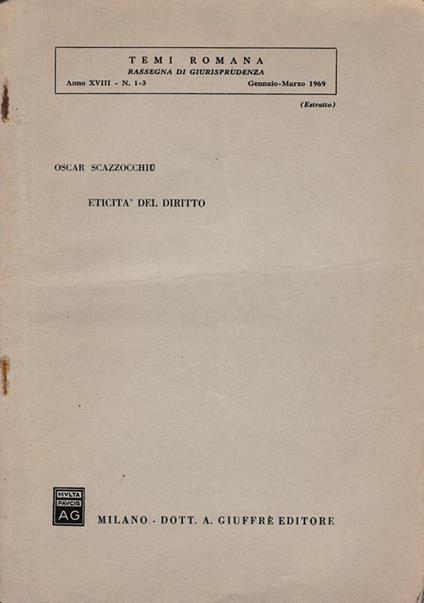 TEMI ROMANA
RASSEGNA DI GIURISPRUDENZA
Anno XVIII - N. 1-3 Gennaio-Marzo 1969
(Estratto)
OSCAR SCAZZOCCHIO
ETICITA' DEL DIRITTO
MVLTA
PAVCIS
AG
MILANO - DOTT. A. GIUFFRÈ EDITORE